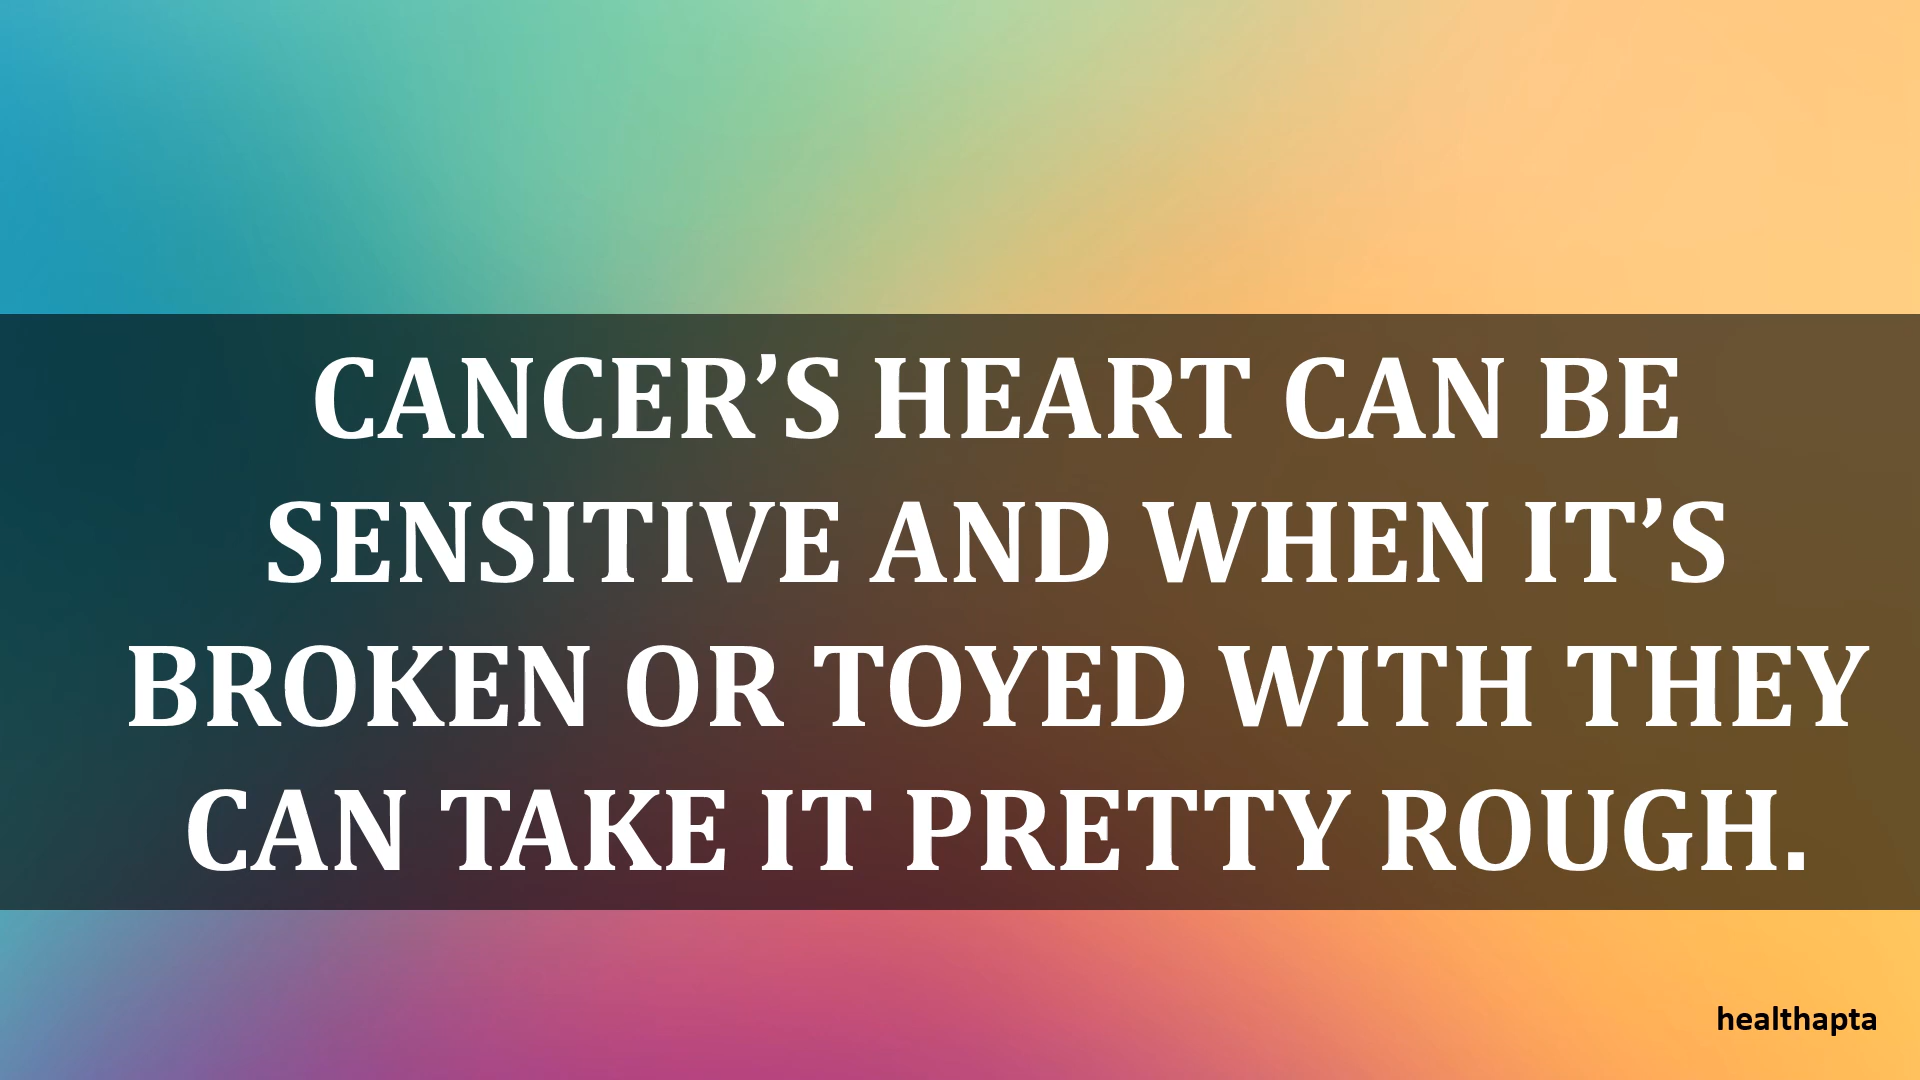 CANCER’S HEART CAN BE
SENSITIVE AND WHEN IT’S
BROKEN OR TOYED WITH THEY
CAN TAKE IT PRETTY ROUGH.
healthapta